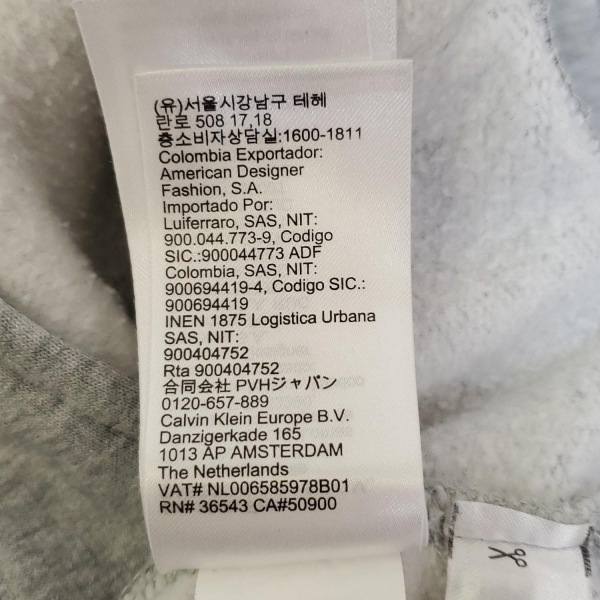 (유)서울시강남구 테헤
란로 508 17,18
층소비자상담실:1600-1811
Colombia Exportador:
American Designer
Fashion, S.A.
Importado Por:
Luiferraro, SAS, NIT:
900.044.773-9, Codigo
SIC.:900044773 ADF
Colombia, SAS, NIT:
900694419-4, Codigo SIC.:
900694419
INEN 1875 Logistica Urbana
SAS, NIT:
900404752
Rta 900404752
合同会社 PVHジャパン
0120-657-889
Calvin Klein Europe B.V.
Danzigerkade 165
1013 AP AMSTERDAM
The Netherlands
VAT# NL006585978B01
RN# 36543 CA#50900